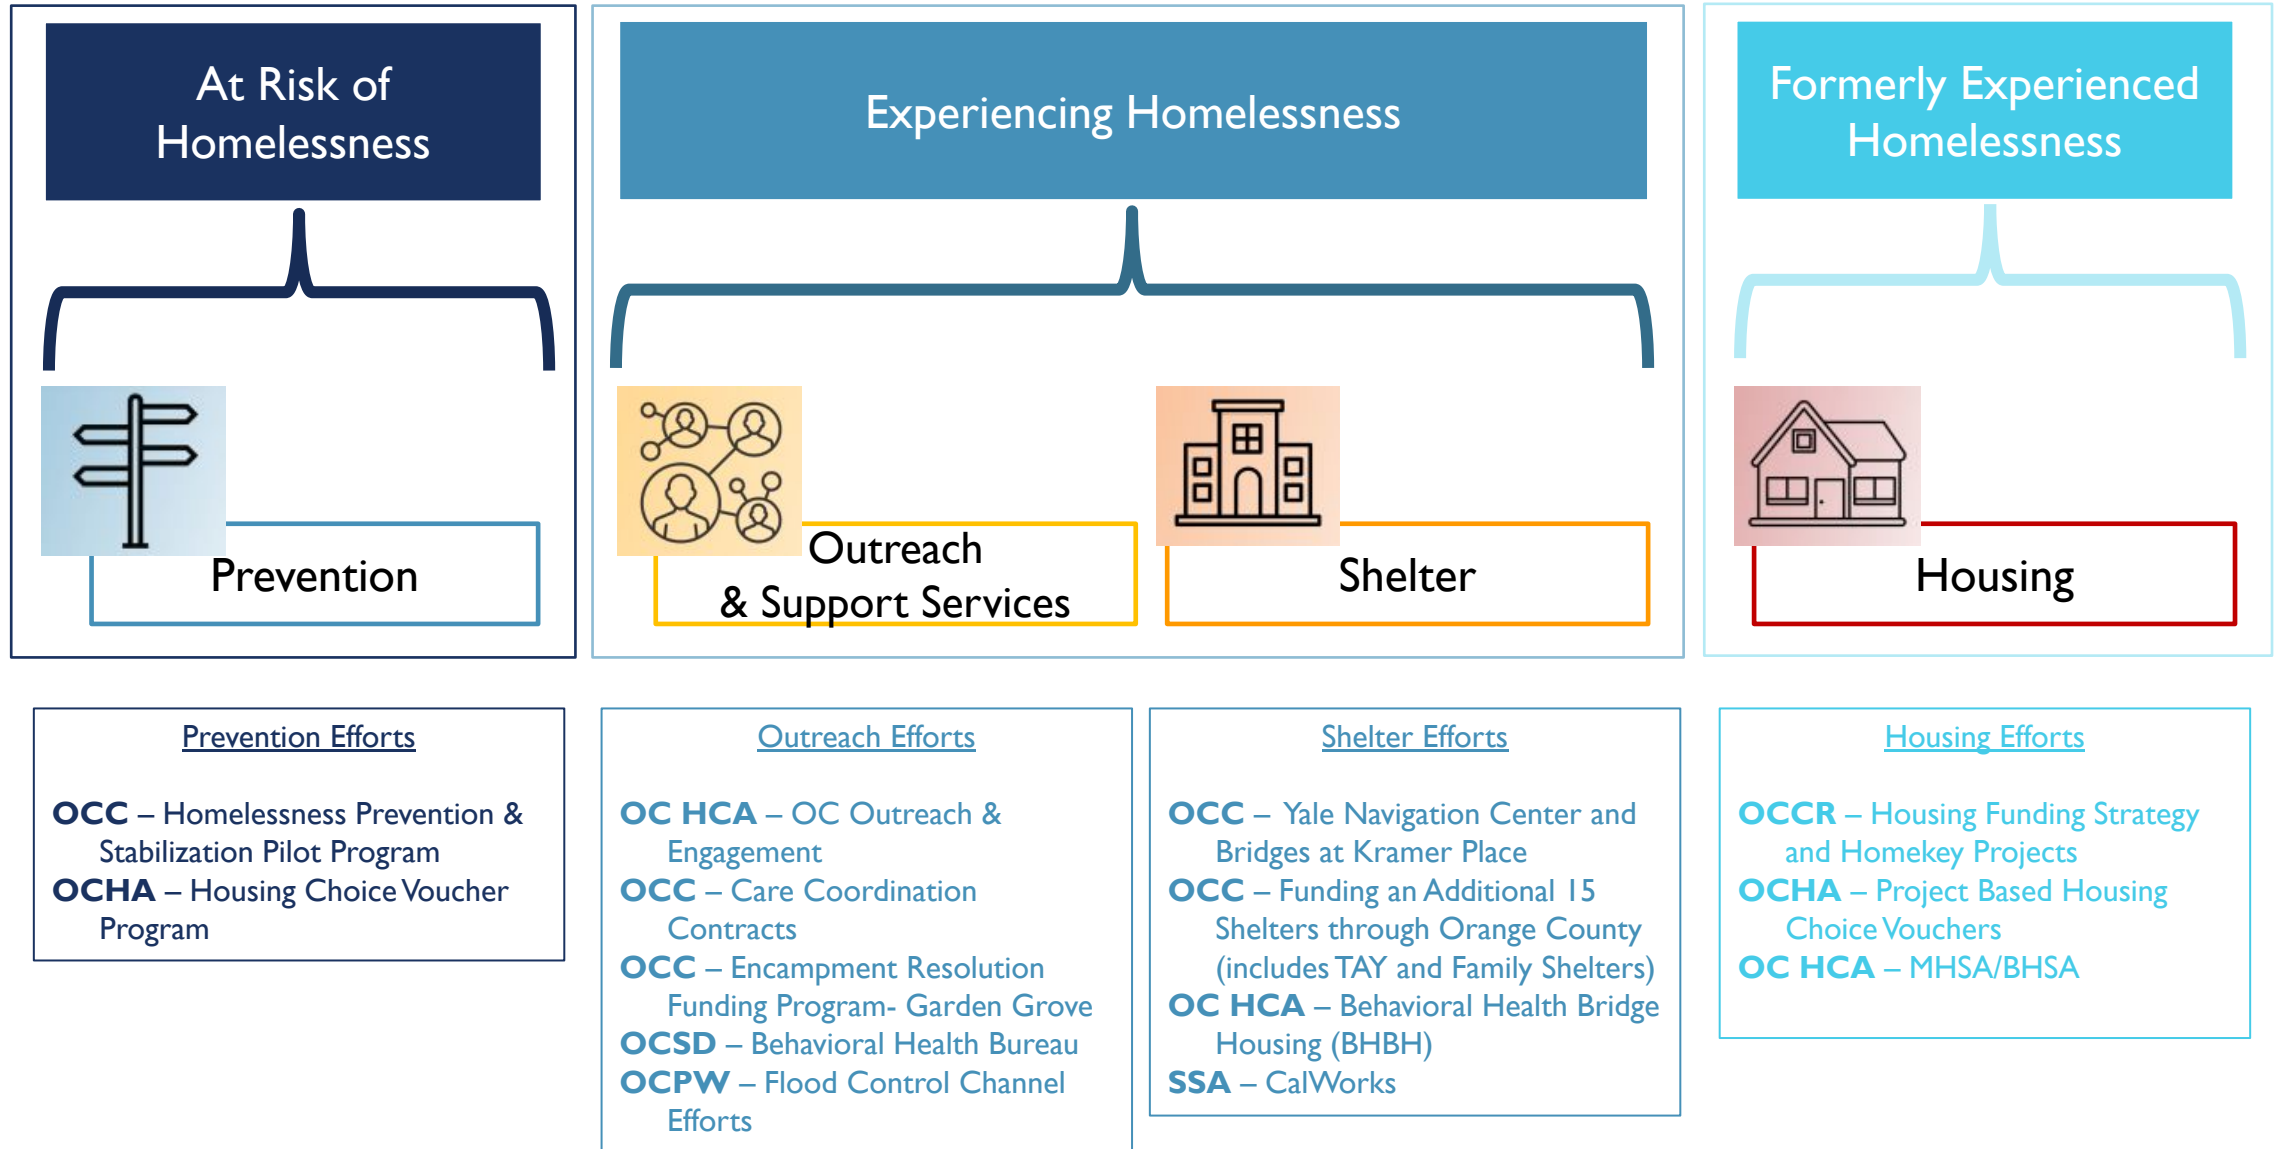 At Risk of
Homelessness
Experiencing Homelessness
Formerly Experienced
Homelessness
Prevention
Outreach
& Support Services
Shelter
Housing
Prevention Efforts
OCC – Homelessness Prevention &
Stabilization Pilot Program
OCHA – Housing Choice Voucher
Program
Outreach Efforts
OC HCA – OC Outreach &
Engagement
OCC – Care Coordination
Contracts
OCC – Encampment Resolution
Funding Program- Garden Grove
OCSD – Behavioral Health Bureau
OCPW – Flood Control Channel
Efforts
Shelter Efforts
OCC – Yale Navigation Center and
Bridges at Kramer Place
OCC – Funding an Additional 15
Shelters through Orange County
(includes TAY and Family Shelters)
OC HCA – Behavioral Health Bridge
Housing (BHBH)
SSA – CalWorks
Housing Efforts
OCCR – Housing Funding Strategy
and Homekey Projects
OCHA – Project Based Housing
Choice Vouchers
OC HCA – MHSA/BHSA